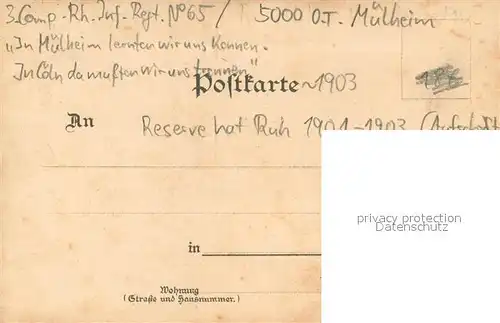 3. Comp. - Rh. Inf. Regt. Nº 65 / 5000 O.T. Mülheim
„In Mülheim lernten wir uns kennen.
In Cöln da mußten wir uns trennen"
Postkarte ~1903
An Reserve hat Ruh 1901-1903
privacy protection
Datenschutz
in
Wohnung
(Straße und Hausnummer.)